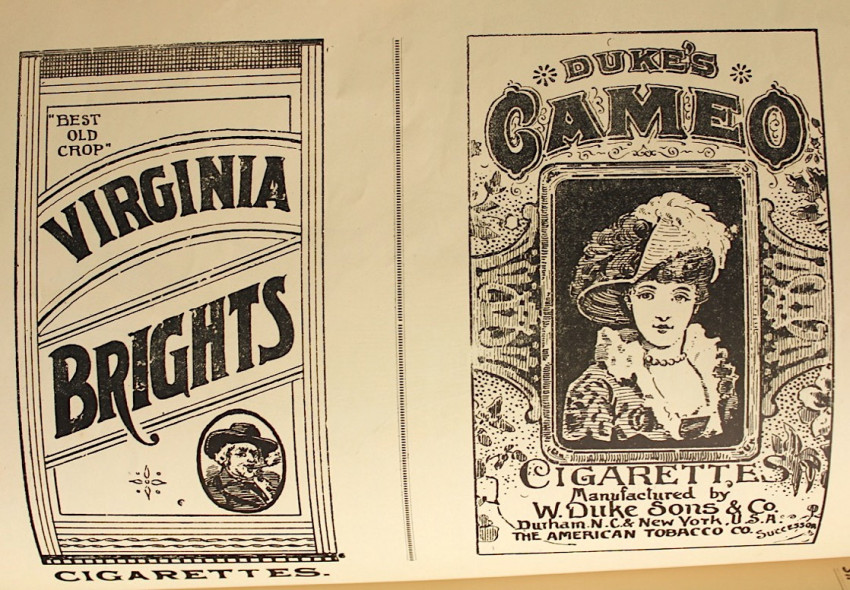 "BEST
OLD
CROP"
VIRGINIA
BRIGHTS
CIGARETTES.
DUKE'S
CAMEO
CIGARETTES
Manufactured by
W. Duke Sons & Co.
Durham. N.C. & New York. U.S.A.
THE AMERICAN TOBACCO CO. Successor